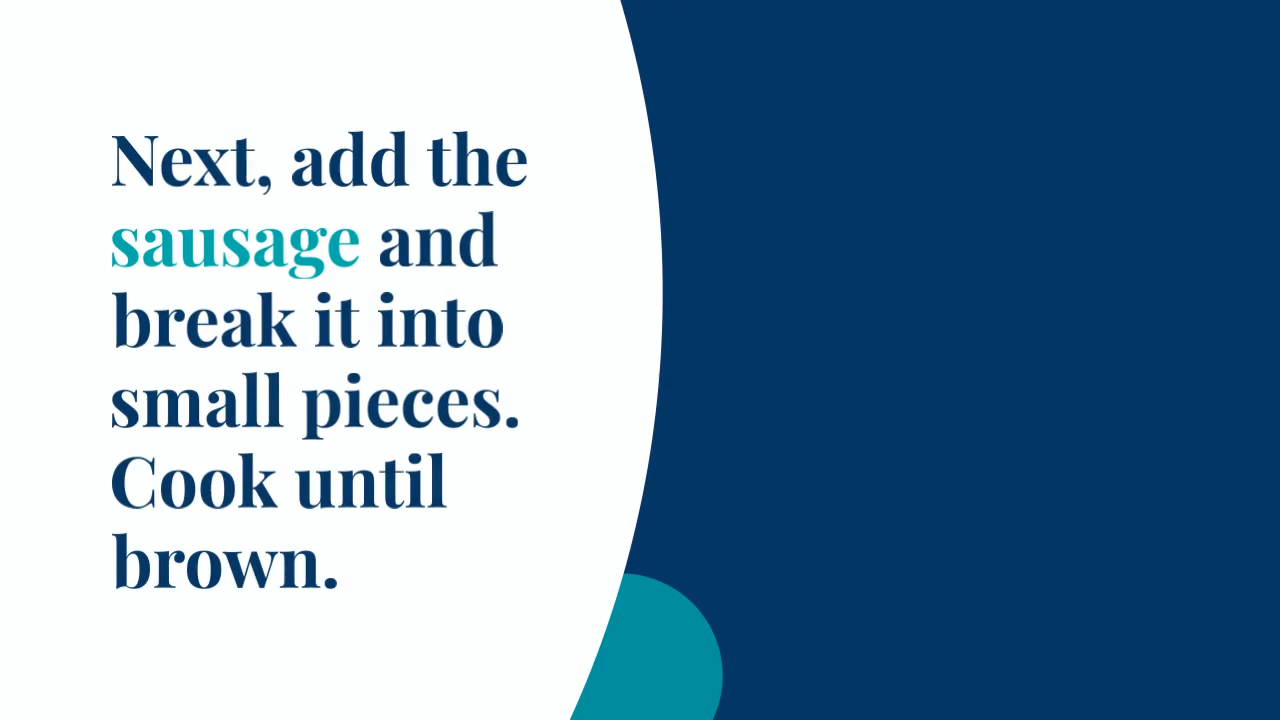 Next, add the
sausage and
break it into
small pieces.
Cook until
brown.